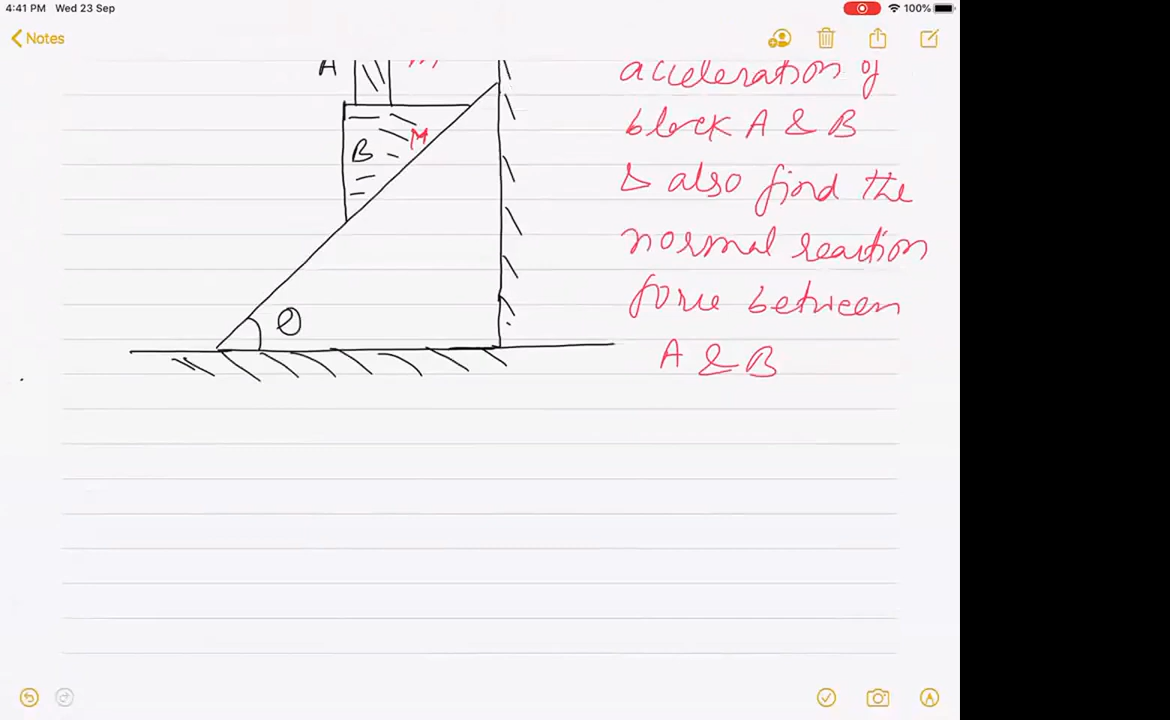 4:41 PM Wed 23 Sep
100%
Notes
A m
acceleration of
block A & B
B M
& also find the
normal reaction
force between
θ
A & B